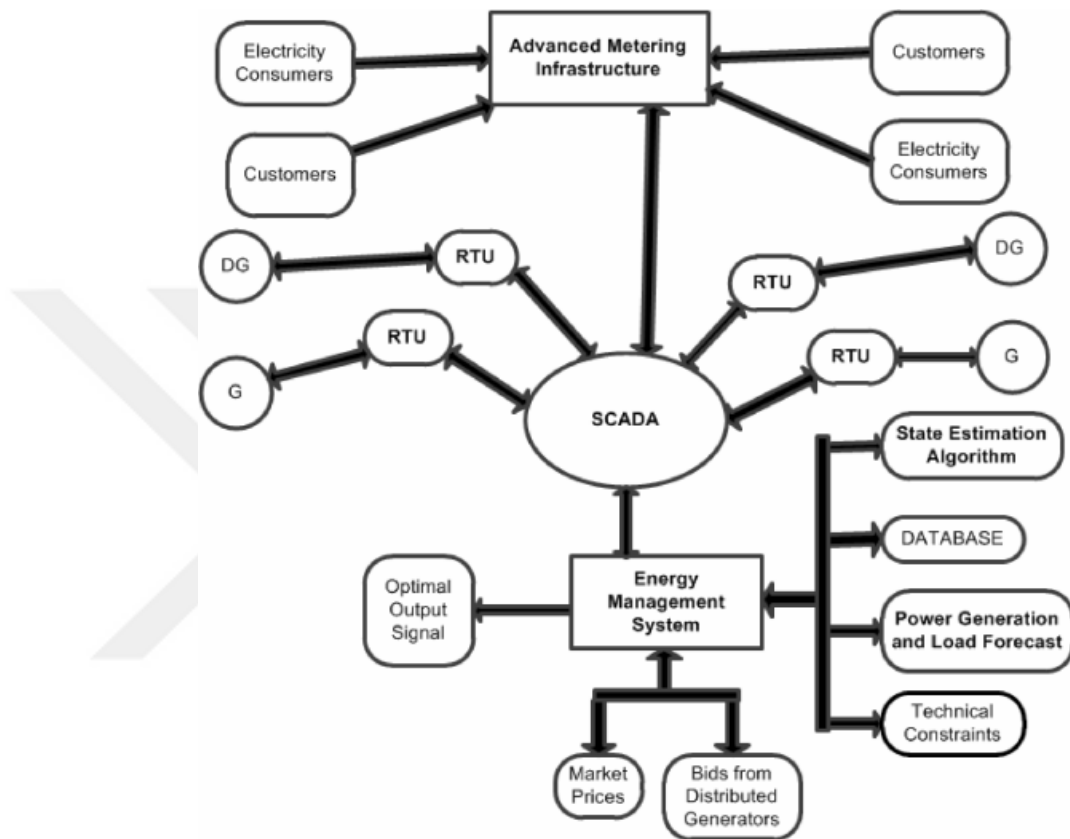 Electricity
Consumers
Advanced Metering
Infrastructure
Customers
Customers
Electricity
Consumers
DG
RTU
RTU
DG
G
RTU
RTU
G
SCADA
State Estimation
Algorithm
DATABASE
Optimal
Output
Signal
Energy
Management
System
Power Generation
and Load Forecast
Technical
Constraints
Market
Prices
Bids from
Distributed
Generators